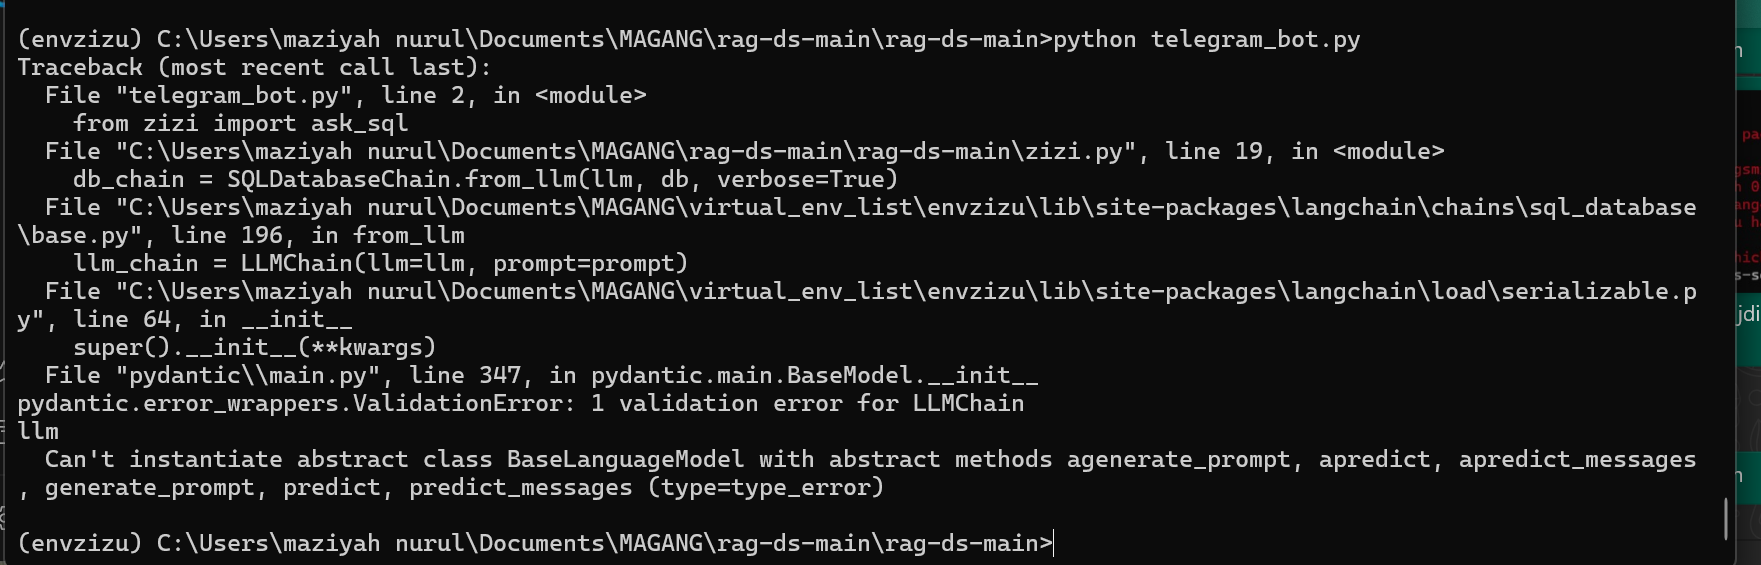 (envzizu) C:\Users\maziyah nurul\Documents\MAGANG\rag-ds-main\rag-ds-main>python telegram_bot.py
Traceback (most recent call last):
  File "telegram_bot.py", line 2, in <module>
    from zizi import ask_sql
  File "C:\Users\maziyah nurul\Documents\MAGANG\rag-ds-main\rag-ds-main\zizi.py", line 19, in <module>
    db_chain = SQLDatabaseChain.from_llm(llm, db, verbose=True)
  File "C:\Users\maziyah nurul\Documents\MAGANG\virtual_env_list\envzizu\lib\site-packages\langchain\chains\sql_database
\base.py", line 196, in from_llm
    llm_chain = LLMChain(llm=llm, prompt=prompt)
  File "C:\Users\maziyah nurul\Documents\MAGANG\virtual_env_list\envzizu\lib\site-packages\langchain\load\serializable.p
y", line 64, in __init__
    super().__init__(**kwargs)
  File "pydantic\\main.py", line 347, in pydantic.main.BaseModel.__init__
pydantic.error_wrappers.ValidationError: 1 validation error for LLMChain
llm
  Can't instantiate abstract class BaseLanguageModel with abstract methods agenerate_prompt, apredict, apredict_messages
, generate_prompt, predict, predict_messages (type=type_error)
(envzizu) C:\Users\maziyah nurul\Documents\MAGANG\rag-ds-main\rag-ds-main>